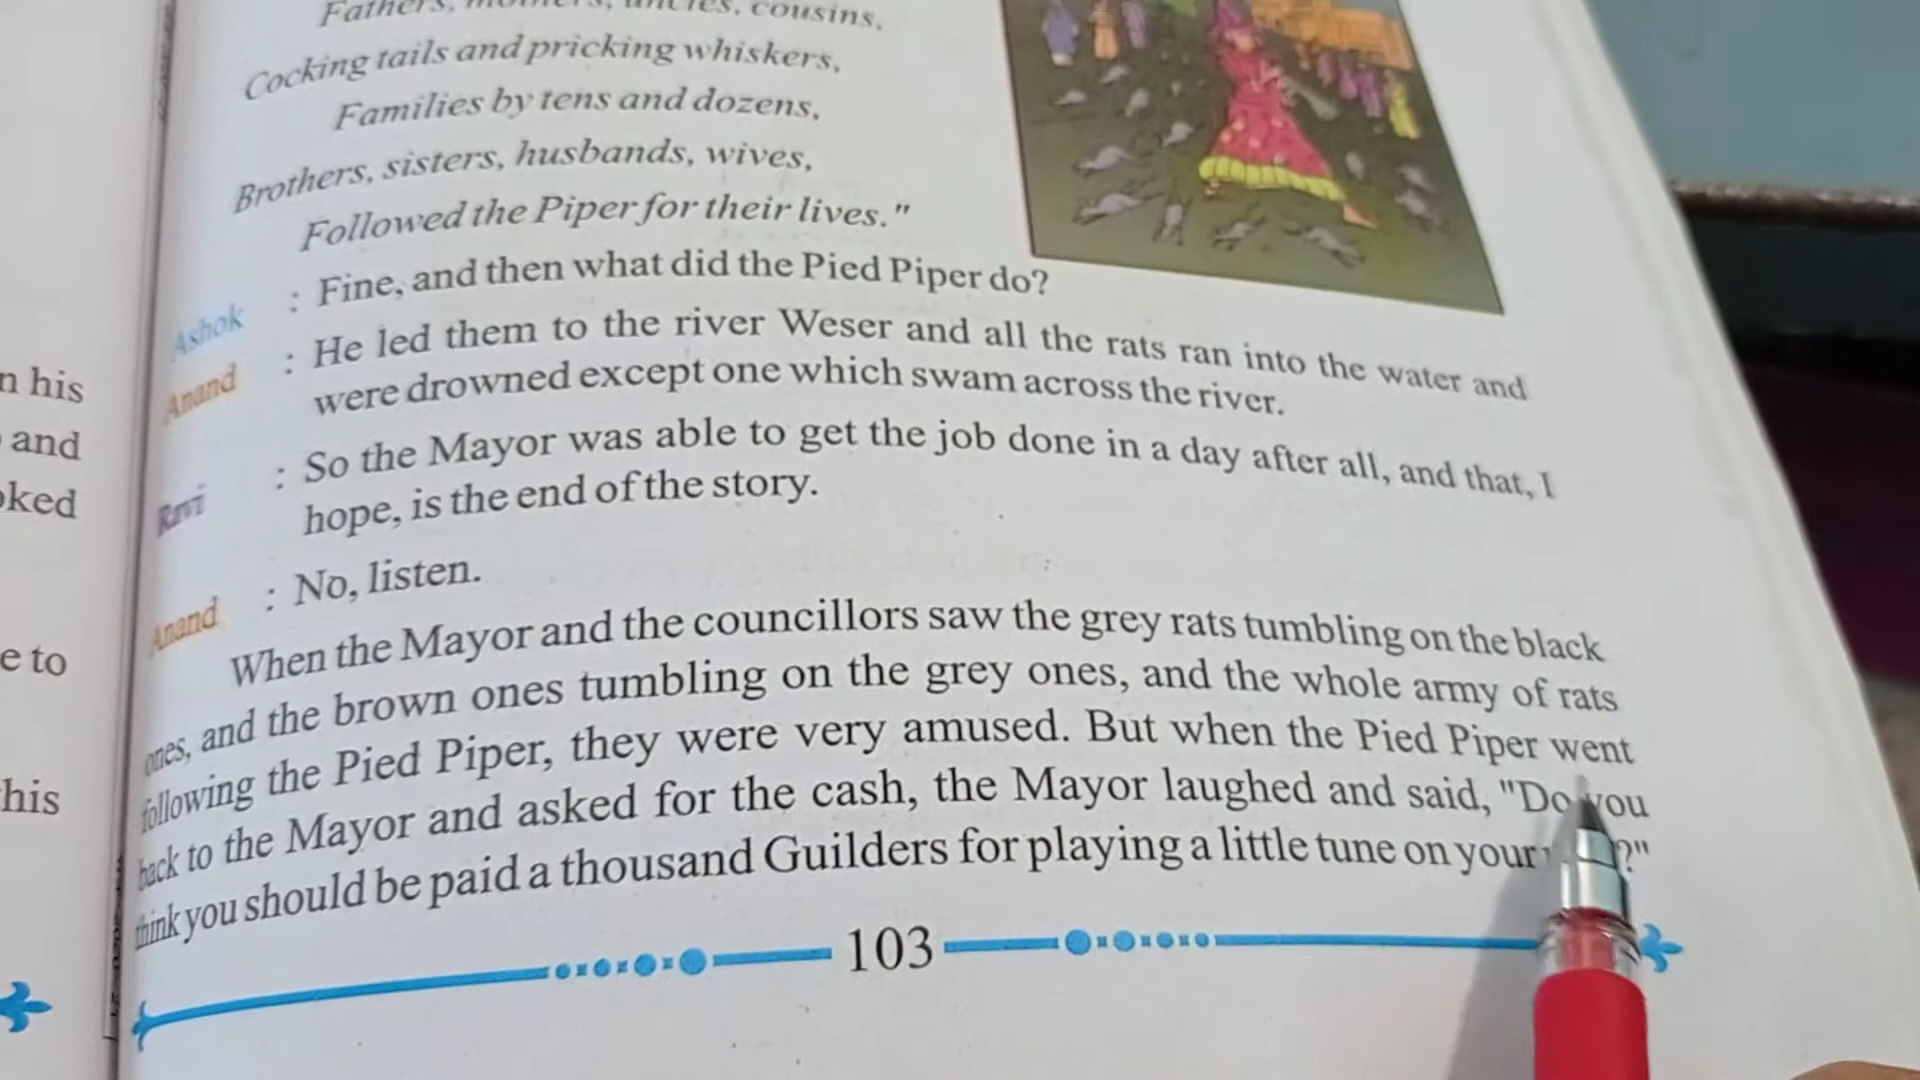 Fathers, mothers, uncles, cousins,
Cocking tails and pricking whiskers,
Families by tens and dozens,
Brothers, sisters, husbands, wives,
Followed the Piper for their lives."
Ashok : Fine, and then what did the Pied Piper do?
Anand : He led them to the river Weser and all the rats ran into the water and
were drowned except one which swam across the river.
Ravi : So the Mayor was able to get the job done in a day after all, and that, I
hope, is the end of the story.
Anand : No, listen.
When the Mayor and the councillors saw the grey rats tumbling on the black
ones, and the brown ones tumbling on the grey ones, and the whole army of rats
following the Pied Piper, they were very amused. But when the Pied Piper went
back to the Mayor and asked for the cash, the Mayor laughed and said, "Do you
think you should be paid a thousand Guilders for playing a little tune on your ?"
103
n his
and
oked
e to
his